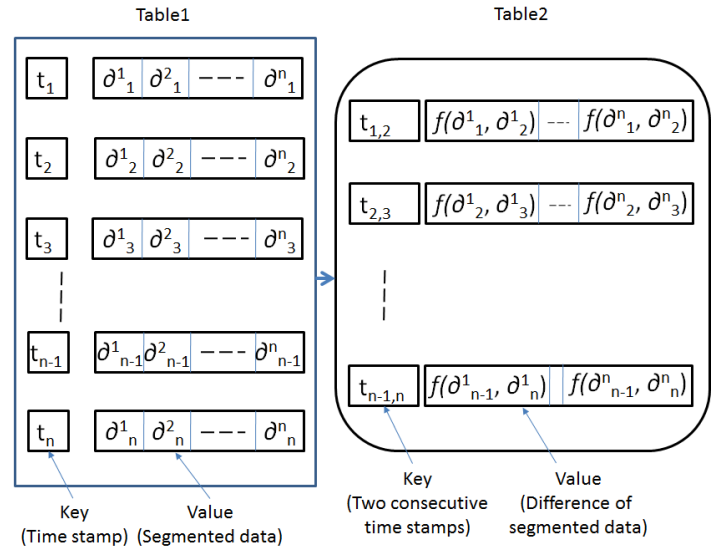 Table1
Table2
t₁ ∂¹₁ ∂²₁ ---- ∂ⁿ₁
t₂ ∂¹₂ ∂²₂ ---- ∂ⁿ₂
t₃ ∂¹₃ ∂²₃ ---- ∂ⁿ₃
tₙ₋₁ ∂¹ₙ₋₁ ∂²ₙ₋₁ ---- ∂ⁿₙ₋₁
tₙ ∂¹ₙ ∂²ₙ ---- ∂ⁿₙ
Key
(Time stamp)
Value
(Segmented data)
t₁,₂ f(∂¹₁, ∂¹₂) --- f(∂ⁿ₁, ∂ⁿ₂)
t₂,₃ f(∂¹₂, ∂¹₃) --- f(∂ⁿ₂, ∂ⁿ₃)
tₙ₋₁,ₙ f(∂¹ₙ₋₁, ∂¹ₙ) f(∂ⁿₙ₋₁, ∂ⁿₙ)
Key
(Two consecutive
time stamps)
Value
(Difference of
segmented data)